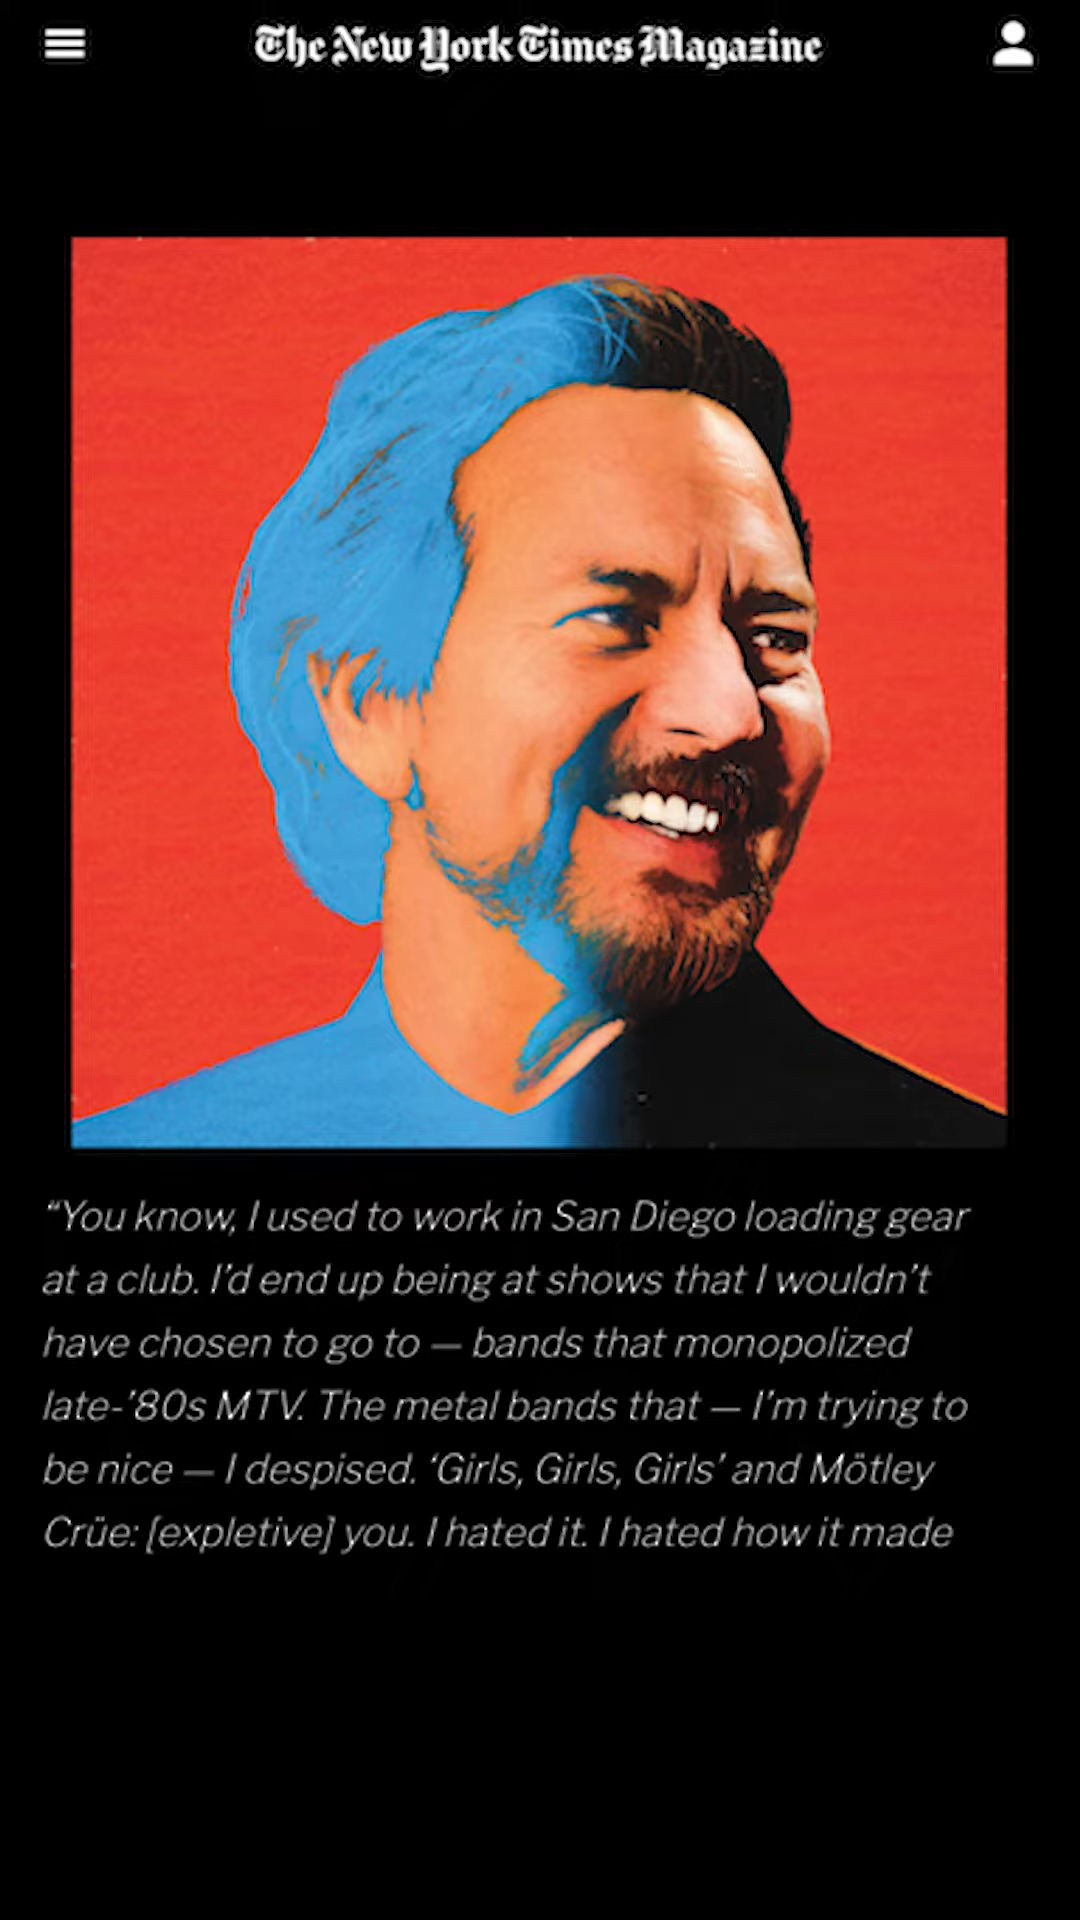 The New York Times Magazine
“You know, I used to work in San Diego loading gear
at a club. I’d end up being at shows that I wouldn’t
have chosen to go to — bands that monopolized
late-’80s MTV. The metal bands that — I’m trying to
be nice — I despised. ‘Girls, Girls, Girls’ and Mötley
Crüe: [expletive] you. I hated it. I hated how it made